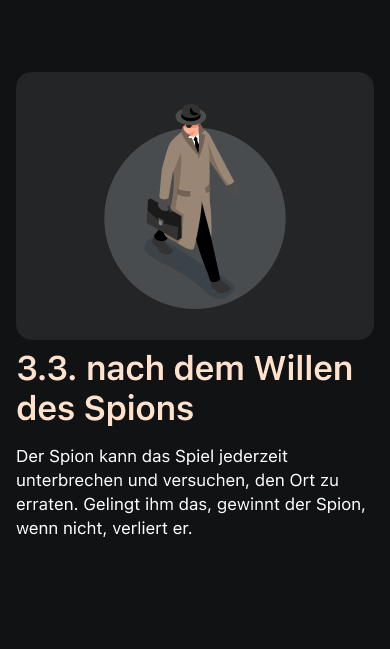 3.3. nach dem Willen
des Spions
Der Spion kann das Spiel jederzeit
unterbrechen und versuchen, den Ort zu
erraten. Gelingt ihm das, gewinnt der Spion,
wenn nicht, verliert er.